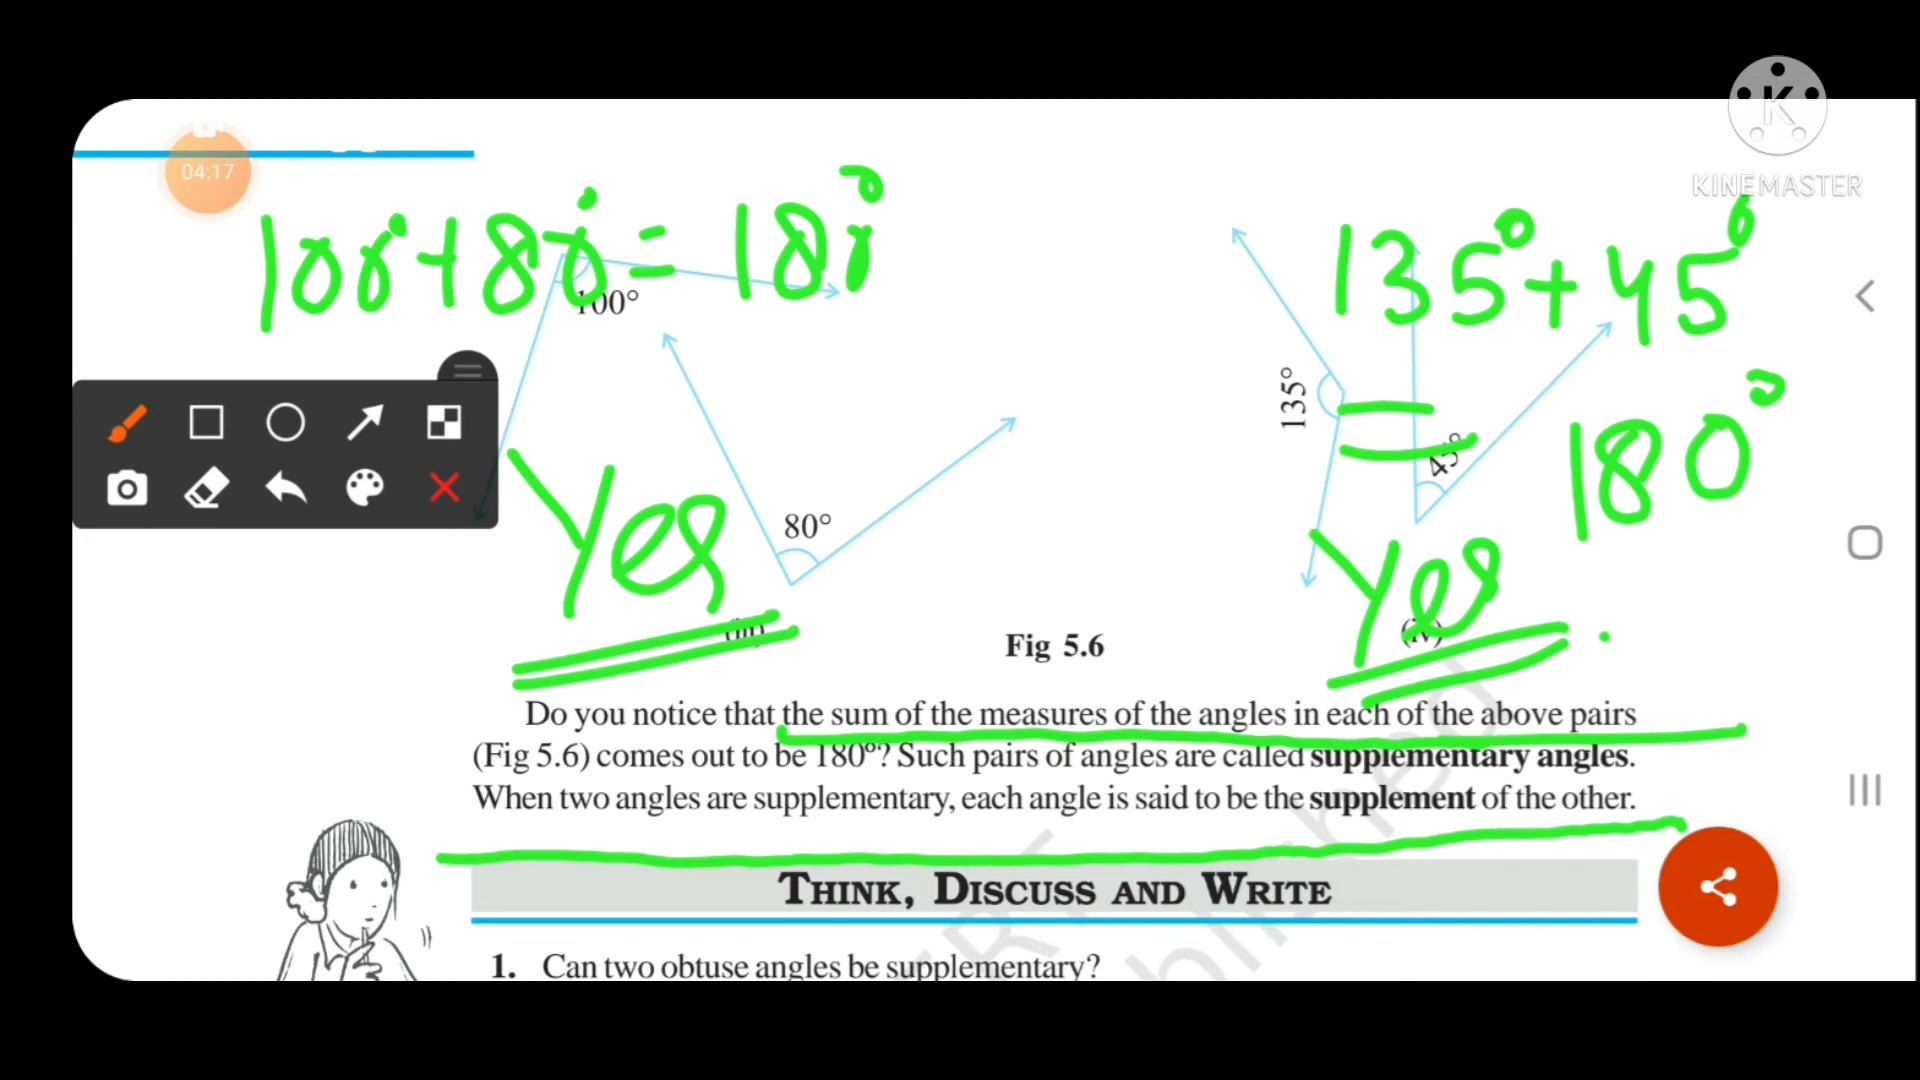 04:17
KINEMASTER
100°+80°=180°
135°+45°
100°
135°
=
45°
180°
Yes
80°
Yes
(iii)
Fig 5.6
(iv)
Do you notice that the sum of the measures of the angles in each of the above pairs
(Fig 5.6) comes out to be 180º? Such pairs of angles are called supplementary angles.
When two angles are supplementary, each angle is said to be the supplement of the other.
THINK, DISCUSS AND WRITE
1. Can two obtuse angles be supplementary?